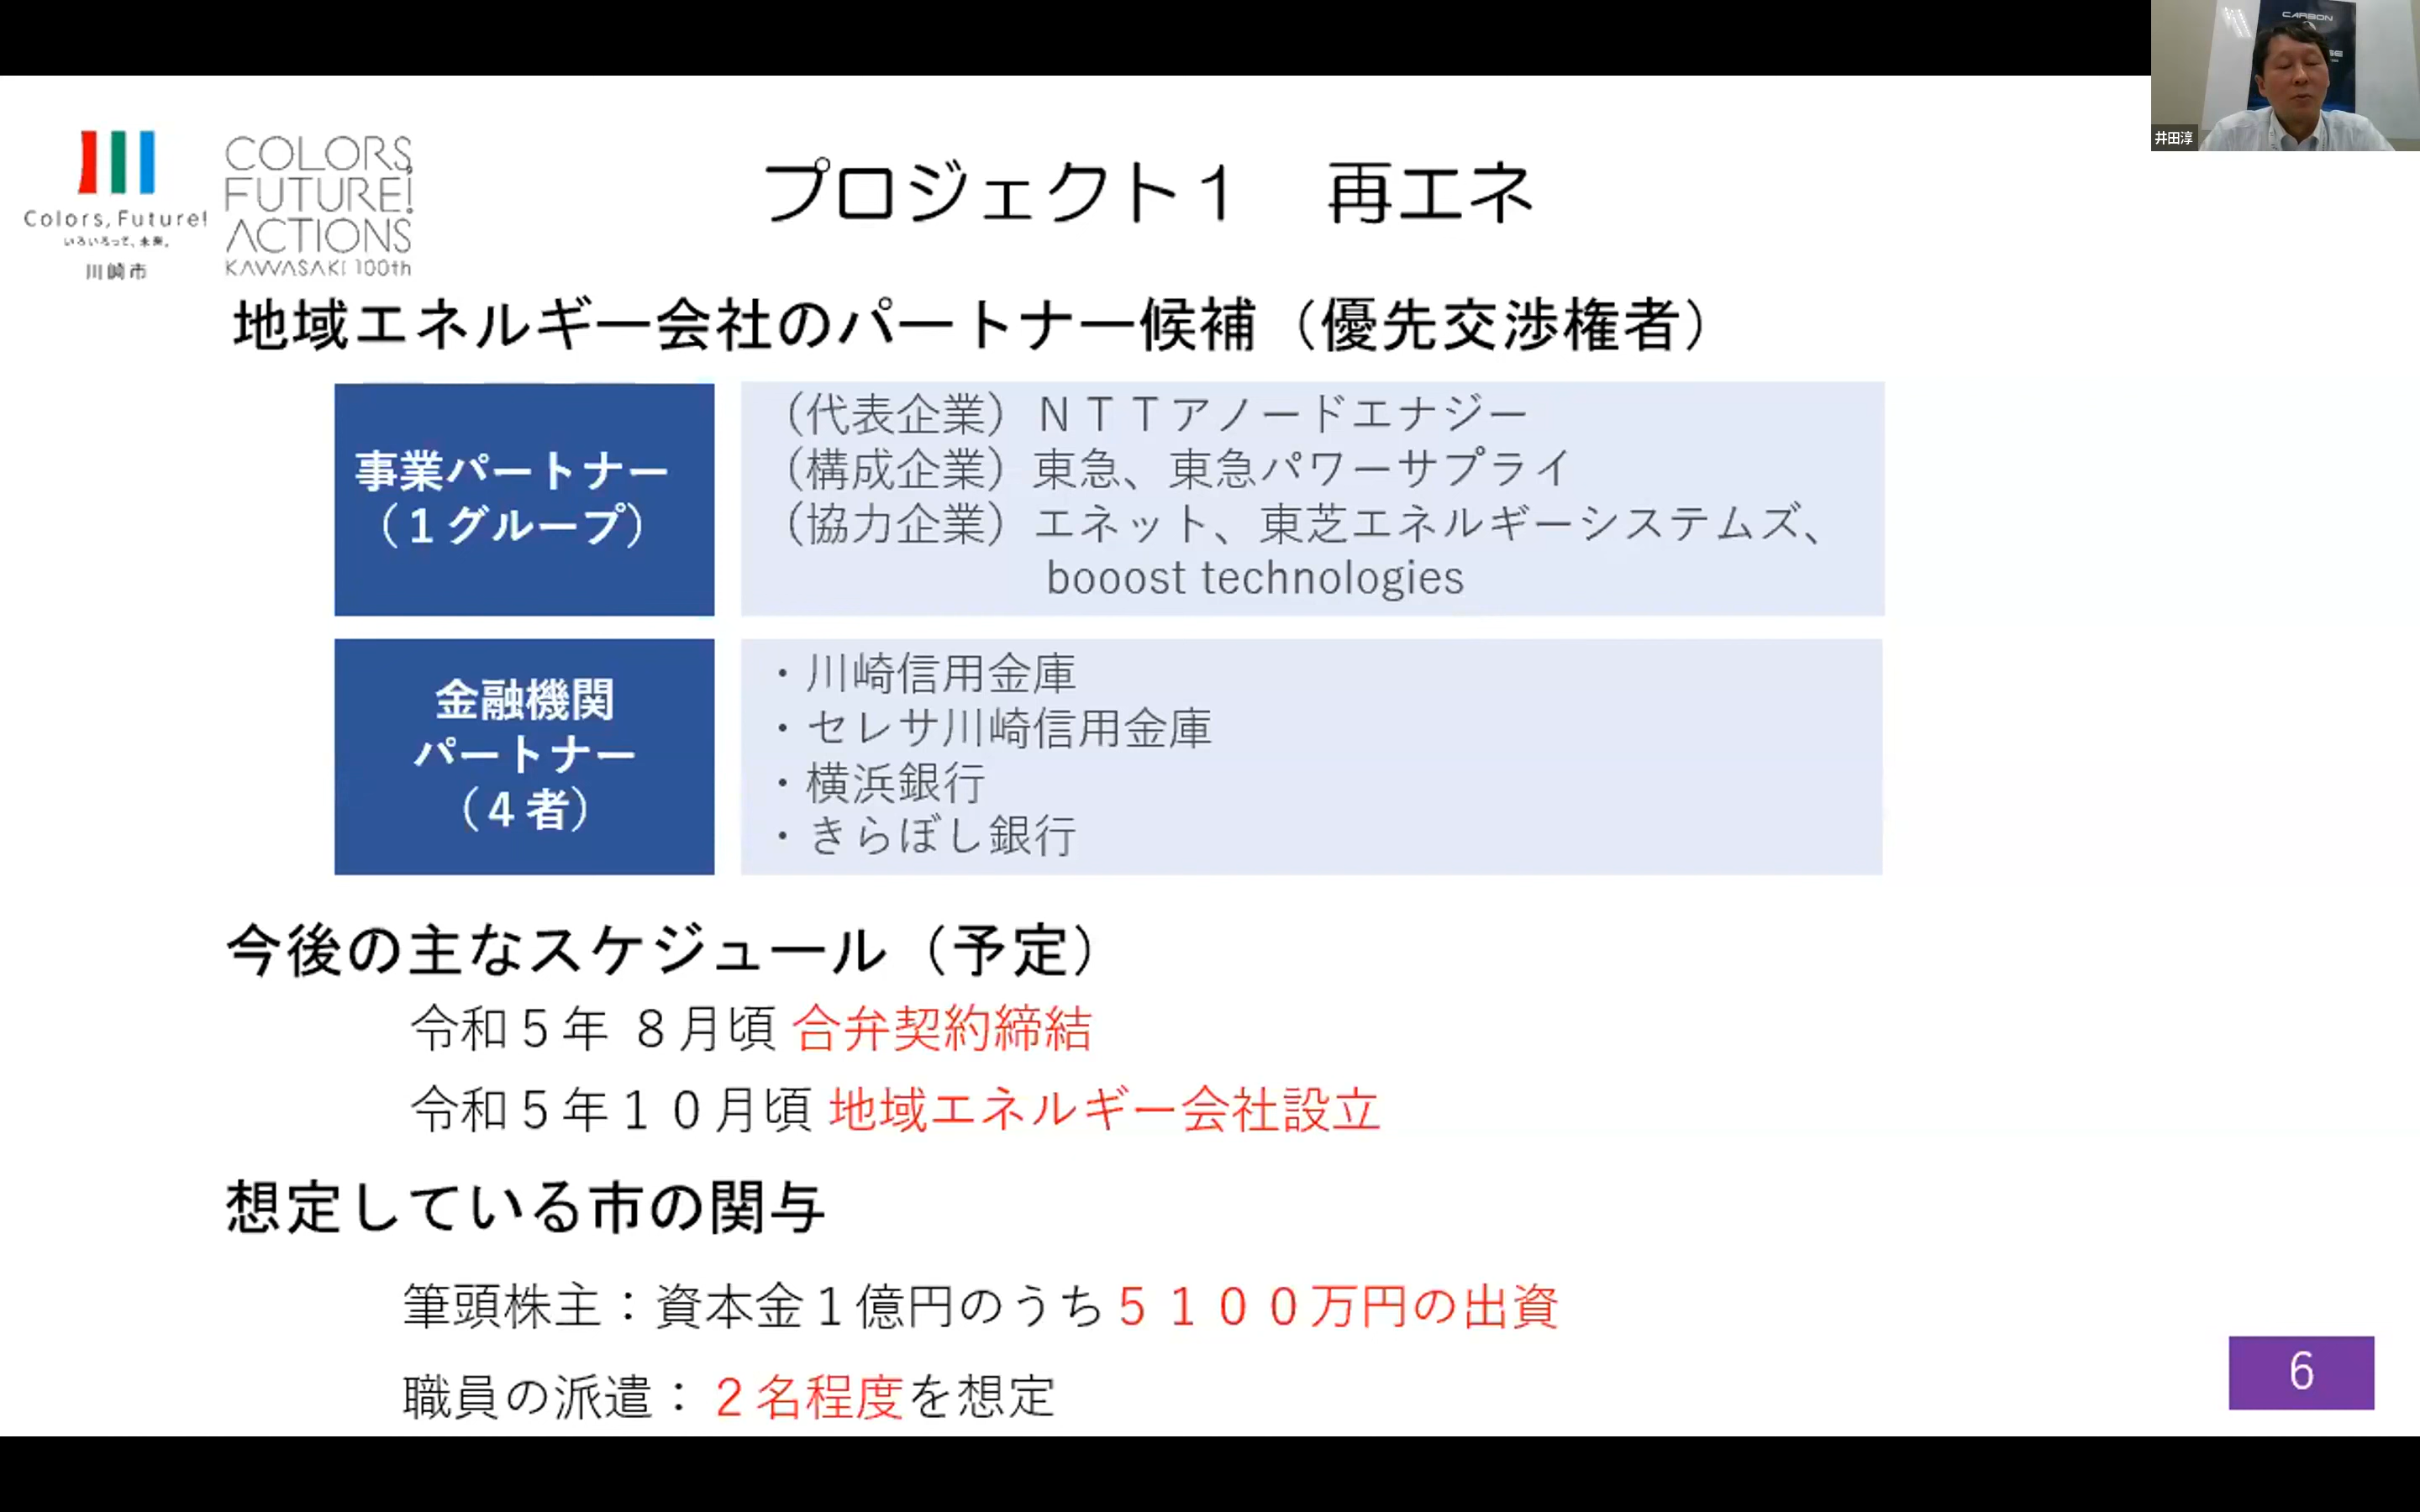 CARBON
井田淳
Colors, Future!
いろいろって、未来。
川崎市
COLORS,
FUTURE!
ACTIONS
KAWASAKI 100th
プロジェクト１　再エネ
地域エネルギー会社のパートナー候補（優先交渉権者）
事業パートナー
（１グループ）
（代表企業）ＮＴＴアノードエナジー
（構成企業）東急、東急パワーサプライ
（協力企業）エネット、東芝エネルギーシステムズ、
booost technologies
金融機関
パートナー
（４者）
・川崎信用金庫
・セレサ川崎信用金庫
・横浜銀行
・きらぼし銀行
今後の主なスケジュール（予定）
令和５年 ８月頃 合弁契約締結
令和５年１０月頃 地域エネルギー会社設立
想定している市の関与
筆頭株主：資本金１億円のうち５１００万円の出資
職員の派遣：２名程度を想定
6